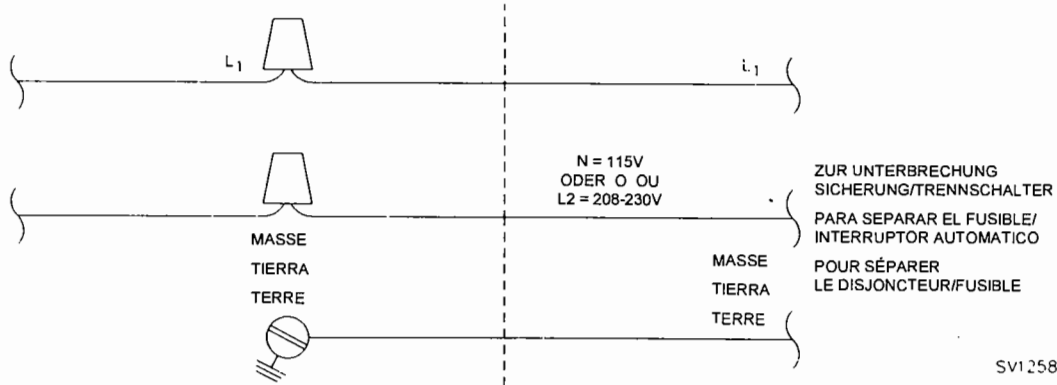 L1
L1
N = 115V
ODER O OU
L2 = 208-230V
ZUR UNTERBRECHUNG
SICHERUNG/TRENNSCHALTER
PARA SEPARAR EL FUSIBLE/
INTERRUPTOR AUTOMATICO
POUR SÉPARER
LE DISJONCTEUR/FUSIBLE
MASSE
TIERRA
TERRE
MASSE
TIERRA
TERRE
SV1258